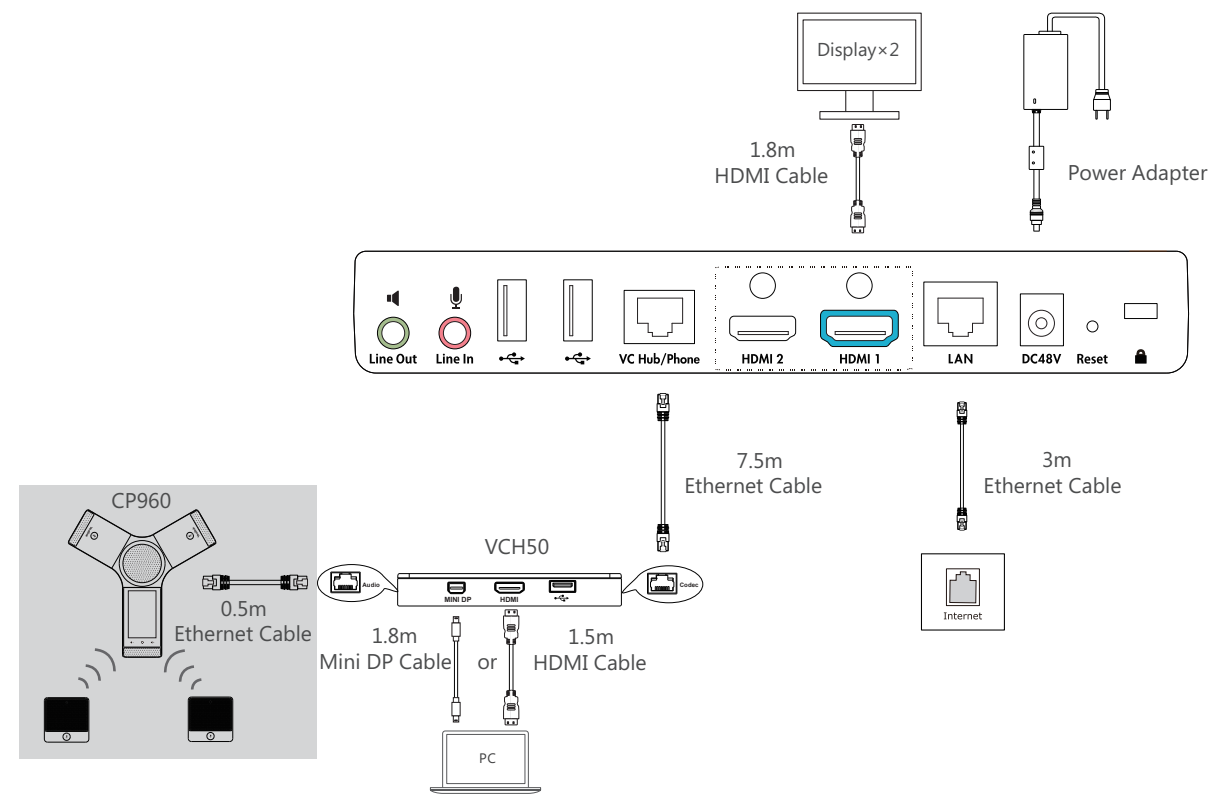 Display×2
1.8m
HDMI Cable
Power Adapter
Line Out
Line In
VC Hub/Phone
HDMI 2
HDMI 1
LAN
DC48V
Reset
7.5m
Ethernet Cable
3m
Ethernet Cable
CP960
VCH50
Audio
MINI DP
HDMI
Codec
0.5m
Ethernet Cable
1.8m
Mini DP Cable
or
1.5m
HDMI Cable
Internet
PC